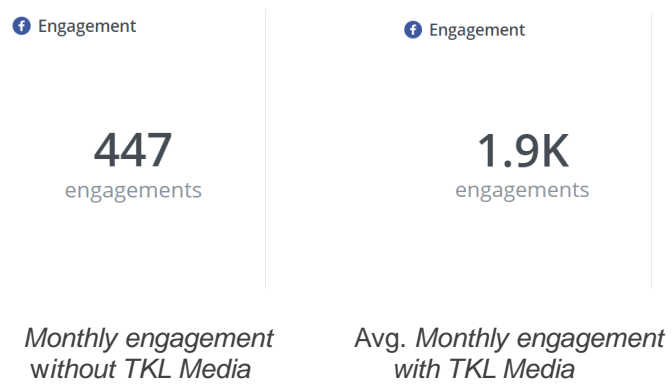 Engagement
447
engagements
Monthly engagement
without TKL Media
Engagement
1.9K
engagements
Avg. Monthly engagement
with TKL Media